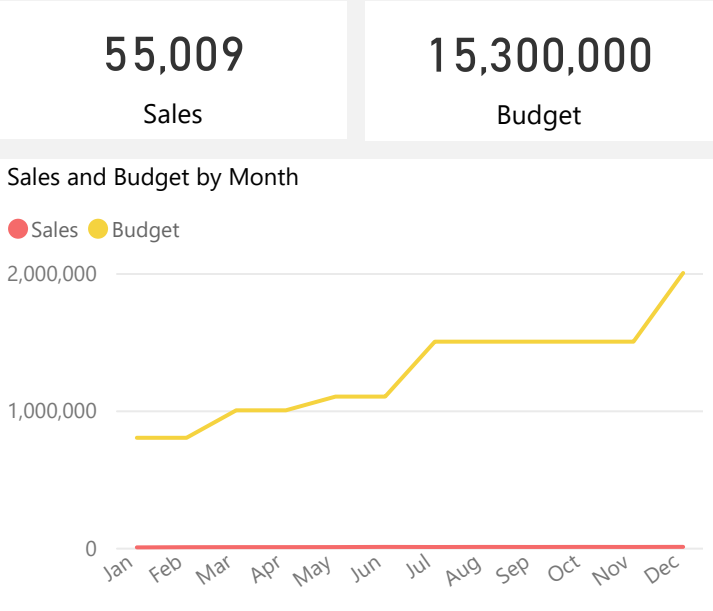 55,009
Sales
15,300,000
Budget
Sales and Budget by Month
Sales Budget
2,000,000
1,000,000
0
Jan Feb Mar Apr May Jun Jul Aug Sep Oct Nov Dec